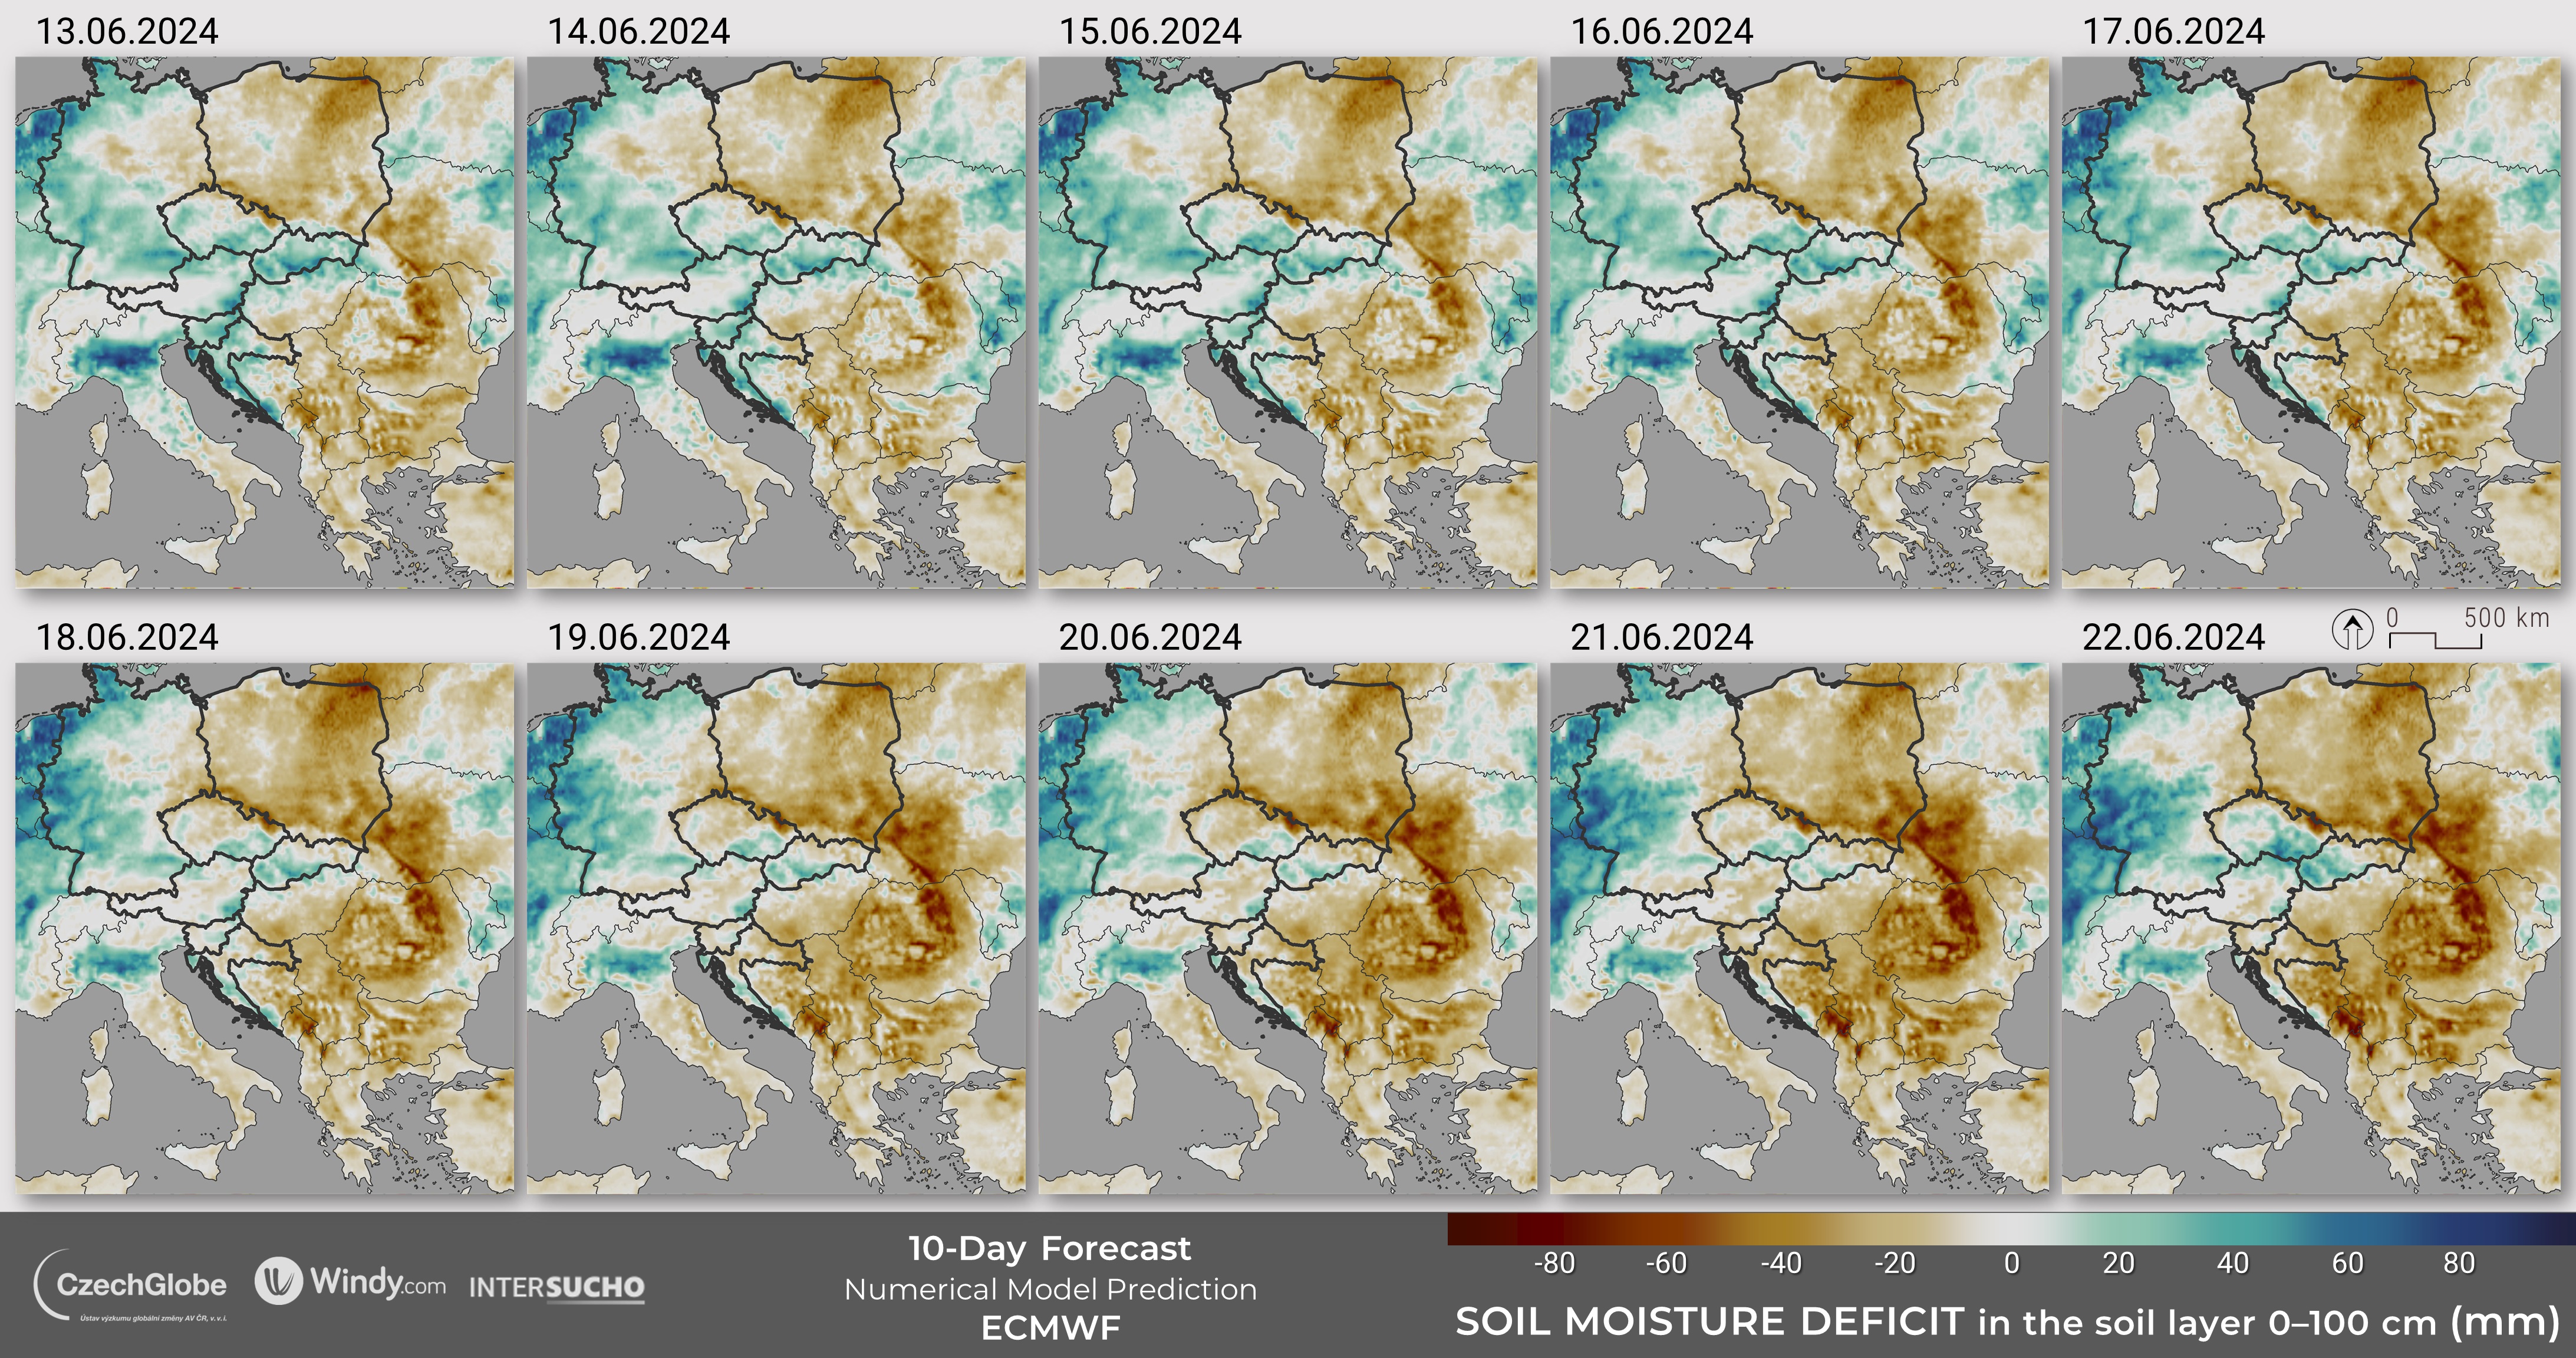 13.06.2024
14.06.2024
15.06.2024
16.06.2024
17.06.2024
0 500 km
18.06.2024
19.06.2024
20.06.2024
21.06.2024
22.06.2024
CzechGlobe
Ústav výzkumu globální změny AV ČR, v. v. i.
Windy.com
INTERSUCHO
10-Day Forecast
Numerical Model Prediction
ECMWF
-80 -60 -40 -20 0 20 40 60 80
SOIL MOISTURE DEFICIT in the soil layer 0–100 cm (mm)